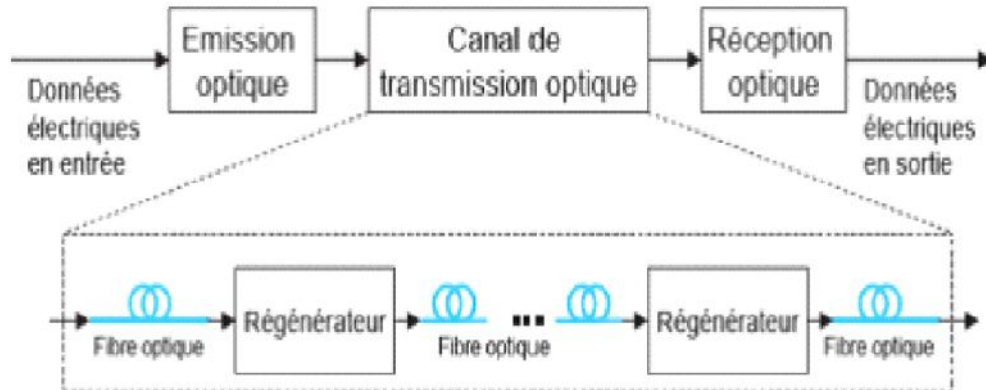 Emission
optique
Canal de
transmission optique
Réception
optique
Données
électriques
en entrée
Données
électriques
en sortie
Fibre optique
Régénérateur
Fibre optique
Régénérateur
Fibre optique